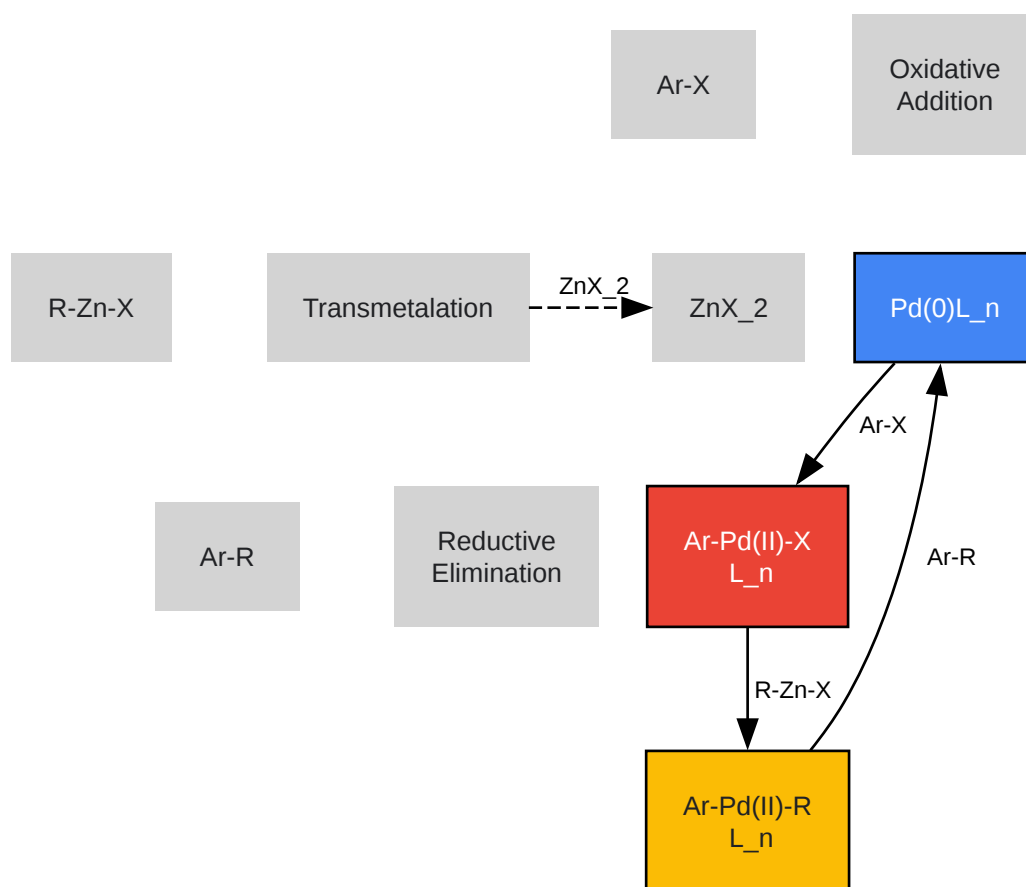 Ar-X
Oxidative
Addition
R-Zn-X
Transmetalation
ZnX_2
ZnX_2
Pd(0)L_n
Ar-X
Ar-R
Reductive
Elimination
Ar-Pd(II)-X
L_n
Ar-R
R-Zn-X
Ar-Pd(II)-R
L_n